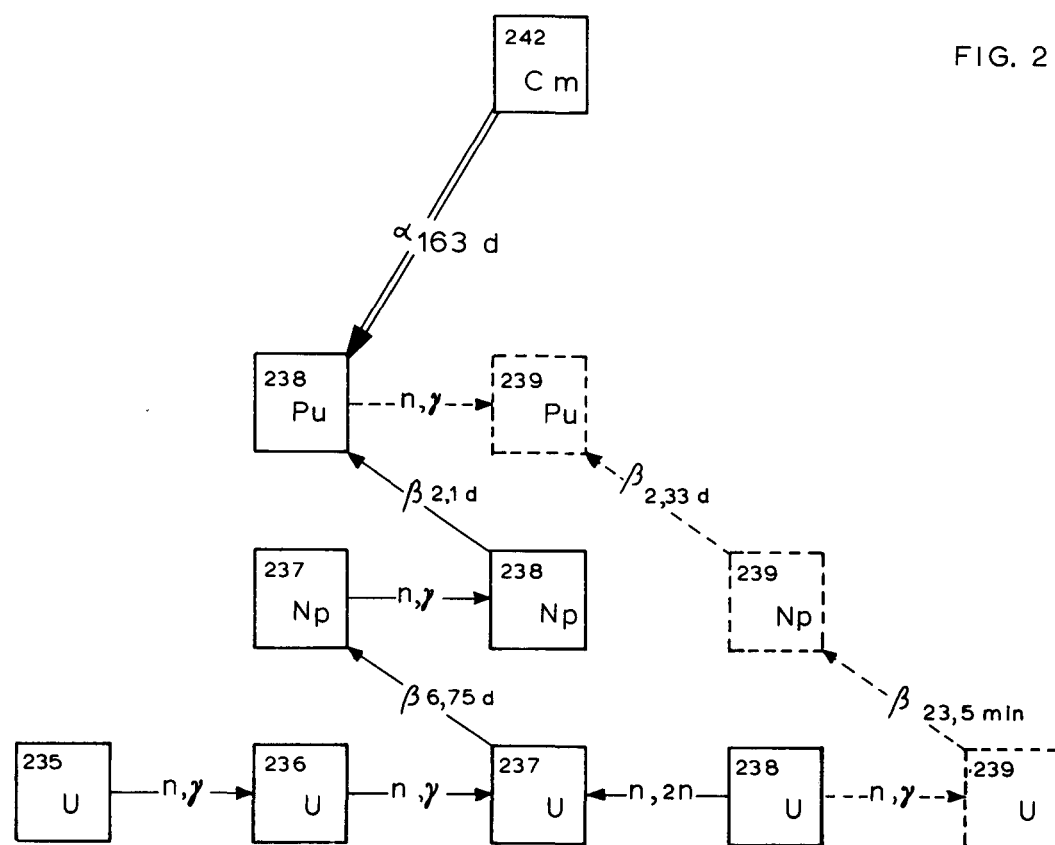 FIG. 2
242
Cm
α 163 d
238
Pu
n,γ
239
Pu
β 2,1 d
β 2,33 d
237
Np
n,γ
238
Np
239
Np
β 6,75 d
β 23,5 min
235
U
n,γ
236
U
n,γ
237
U
n,2n
238
U
n,γ
239
U